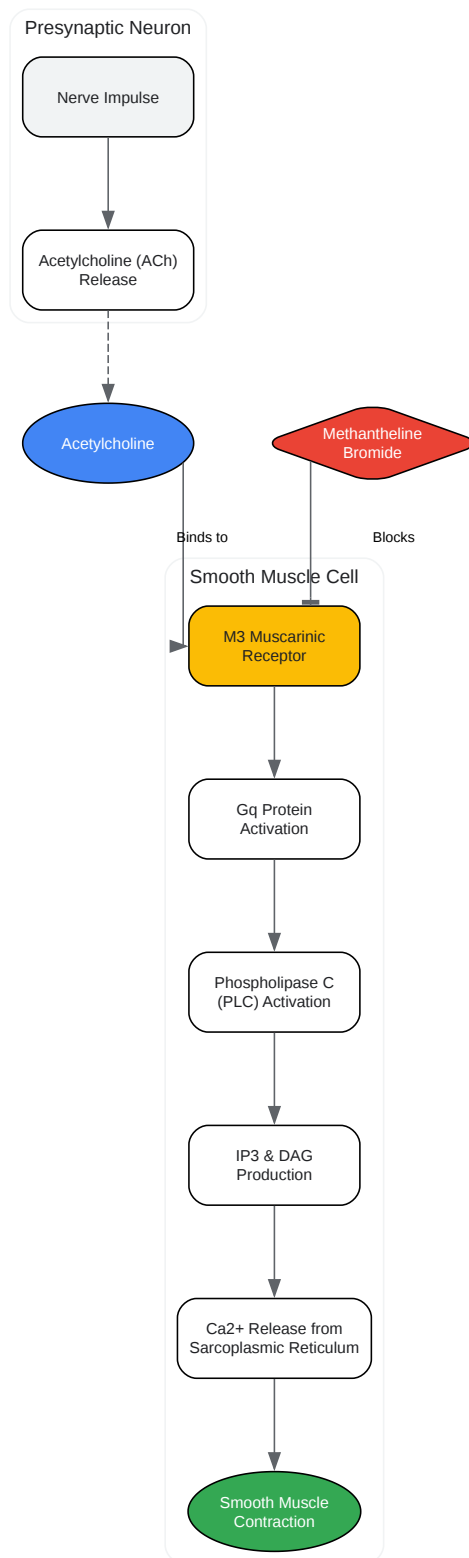 Presynaptic Neuron
Nerve Impulse
Acetylcholine (ACh)
Release
Acetylcholine
Methantheline
Bromide
Binds to
Blocks
Smooth Muscle Cell
M3 Muscarinic
Receptor
Gq Protein
Activation
Phospholipase C
(PLC) Activation
IP3 & DAG
Production
Ca2+ Release from
Sarcoplasmic Reticulum
Smooth Muscle
Contraction